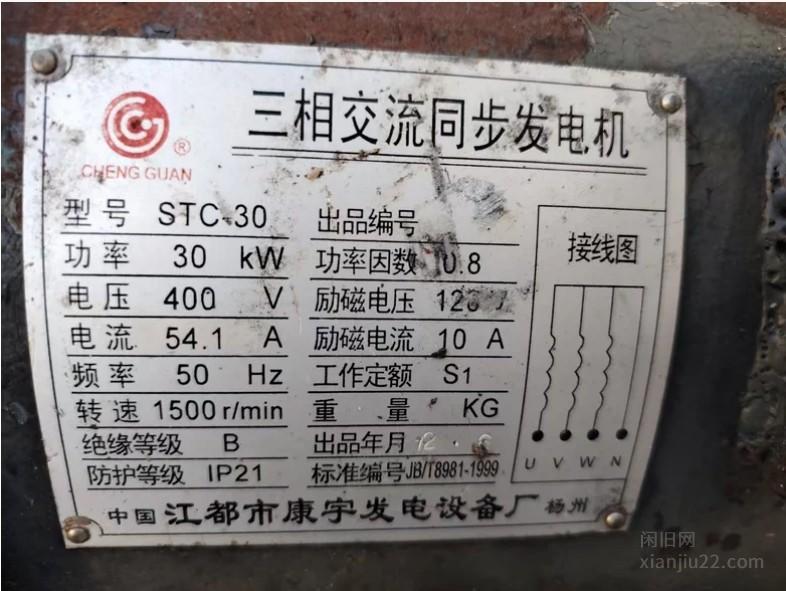 CHENG GUAN ®
三相交流同步发电机
型号 STC-30 出品编号
功率 30 kW 功率因数 0.8
电压 400 V 励磁电压
电流 54.1 A 励磁电流 10 A
频率 50 Hz 工作定额 S1
转速 1500 r/min 重量 KG
绝缘等级 B 出品年月
防护等级 IP21 标准编号 JB/T8981-1999
接线图
U V W N
中国 江都市康宇发电设备厂 杨州
闲旧网
xianjiu22.com